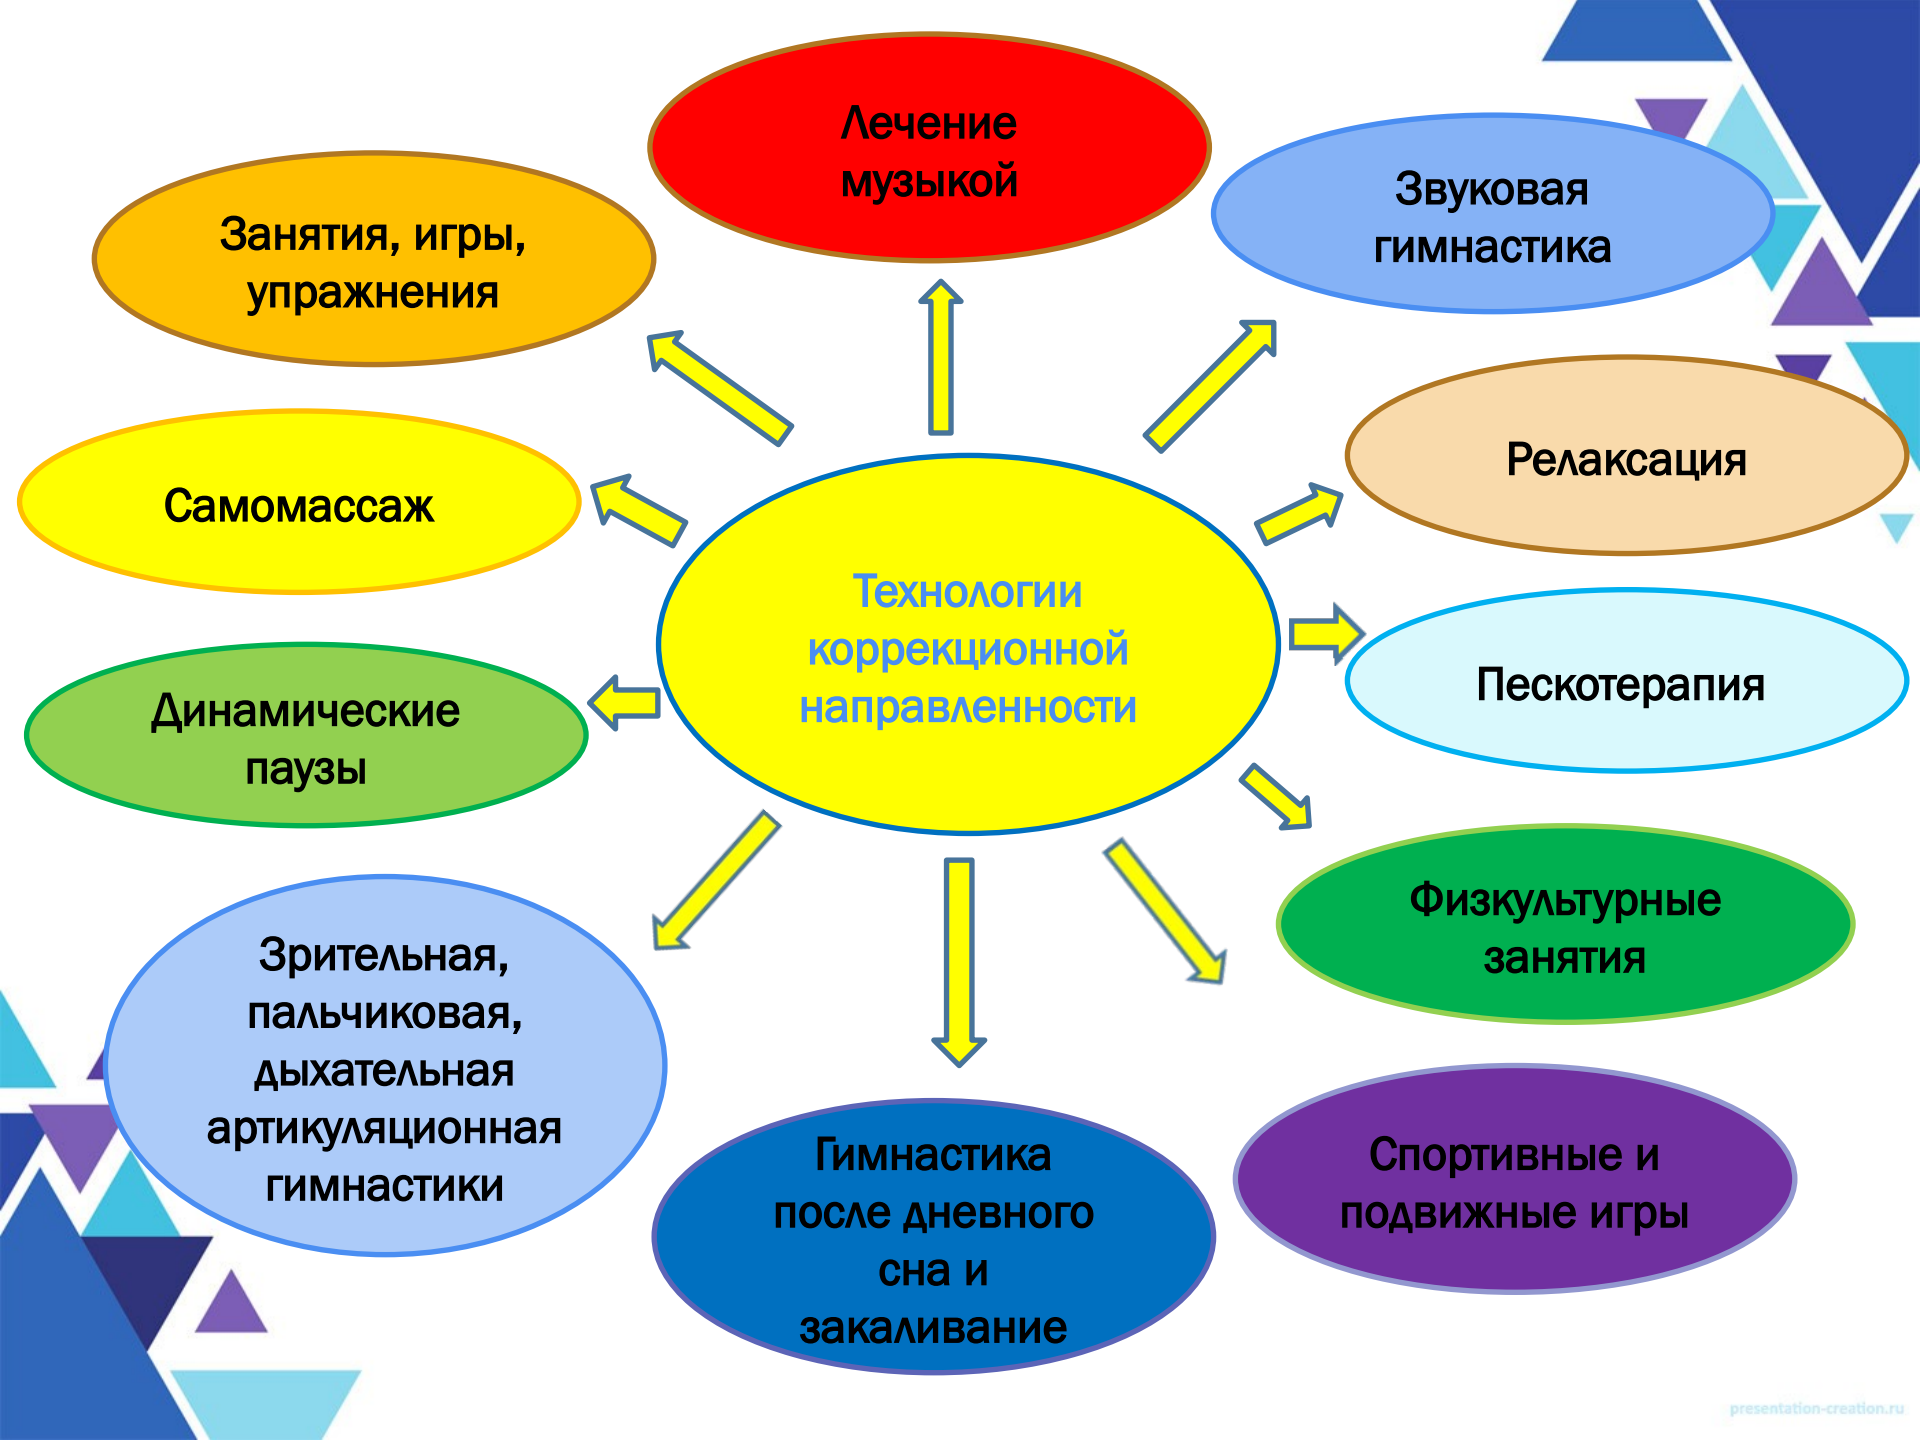 Лечение
музыкой
Звуковая
гимнастика
Занятия, игры,
упражнения
Релаксация
Самомассаж
Технологии
коррекционной
направленности
Пескотерапия
Динамические
паузы
Физкультурные
занятия
Зрительная,
пальчиковая,
дыхательная
артикуляционная
гимнастики
Гимнастика
после дневного
сна и
закаливание
Спортивные и
подвижные игры
presentation-creation.ru